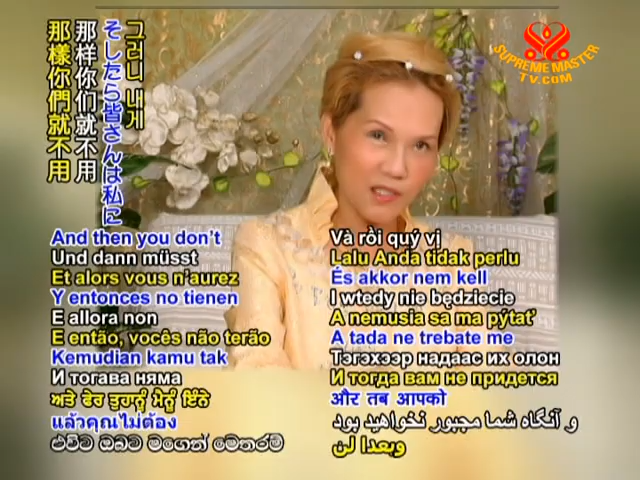 SUPREME MASTER
TV.COM
그러니 내게
そしたら皆さんは私に
那样你们就不用
那樣你們就不用
And then you don't
Und dann müsst
Et alors vous n'aurez
Y entonces no tienen
E allora non
E então, vocês não terão
Kemudian kamu tak
И тогава няма
ਅਤੇ ਫੇਰ ਤੁਹਾਨੂੰ ਮੈਨੂੰ ਇੰਨੇ
แล้วคุณไม่ต้อง
එවිට ඔබට මගෙන් මෙතරම්
Và rồi quý vị
Lalu Anda tidak perlu
És akkor nem kell
I wtedy nie będziecie
A nemusia sa ma pýtať
A tada ne trebate me
Тэгэхээр надаас их олон
И тогда вам не придется
और तब आपको
و آنگاه شما مجبور نخواهید بود
وبعدا لن